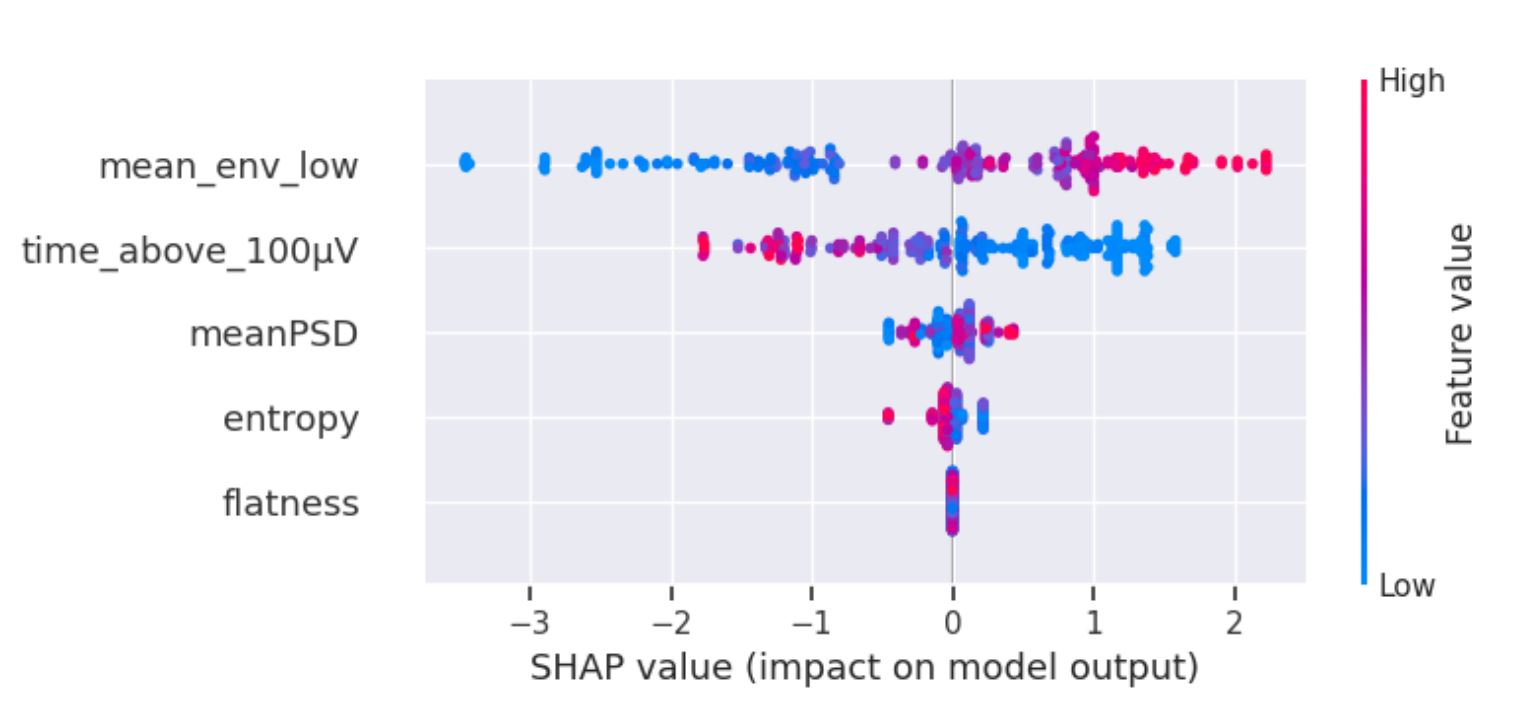 High
mean_env_low
time_above_100μV
meanPSD
entropy
flatness
Feature value
Low
−3 −2 −1 0 1 2
SHAP value (impact on model output)